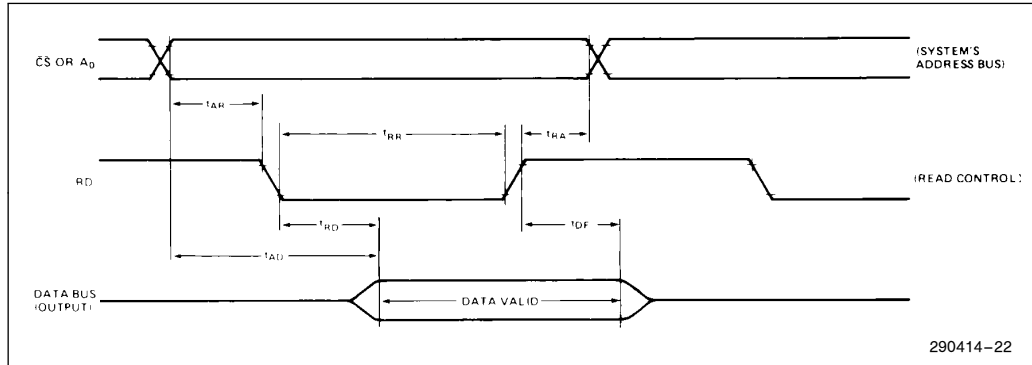 C̅S̅ OR A0
(SYSTEM'S
ADDRESS BUS)
tAR
tRR
tRA
RD
(READ CONTROL)
tRD
tDF
tAD
DATA BUS
(OUTPUT)
DATA VALID
290414–22